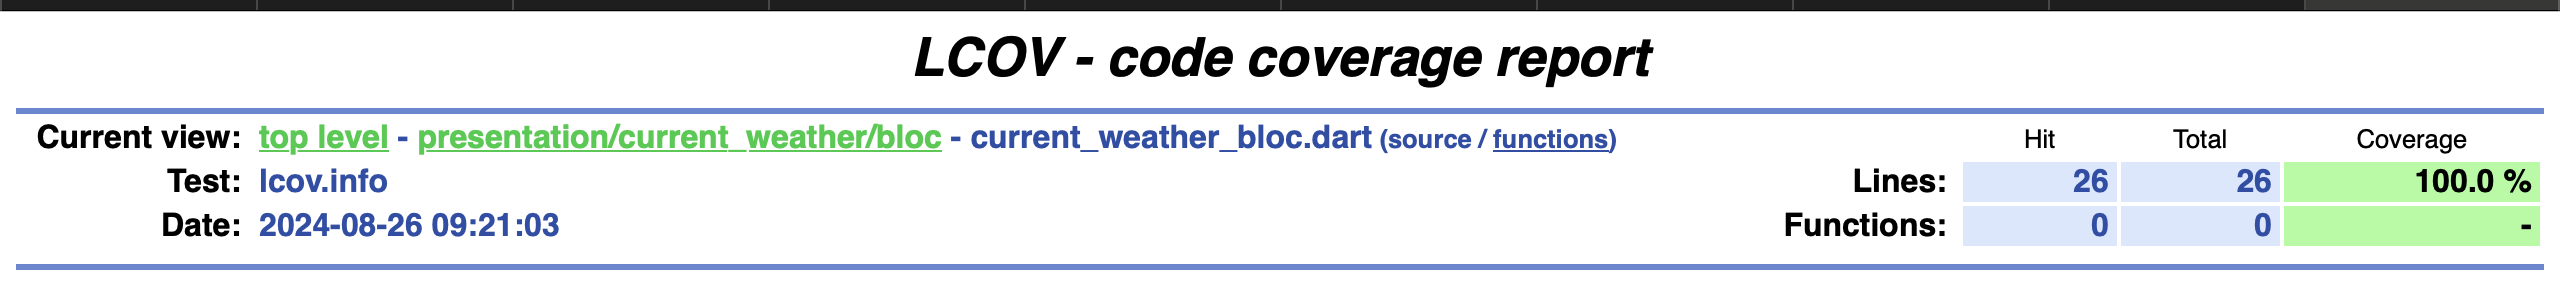 LCOV - code coverage report
Current view: top level - presentation/current_weather/bloc - current_weather_bloc.dart (source / functions) Hit Total Coverage
Test: lcov.info Lines: 26 26 100.0 %
Date: 2024-08-26 09:21:03 Functions: 0 0 -